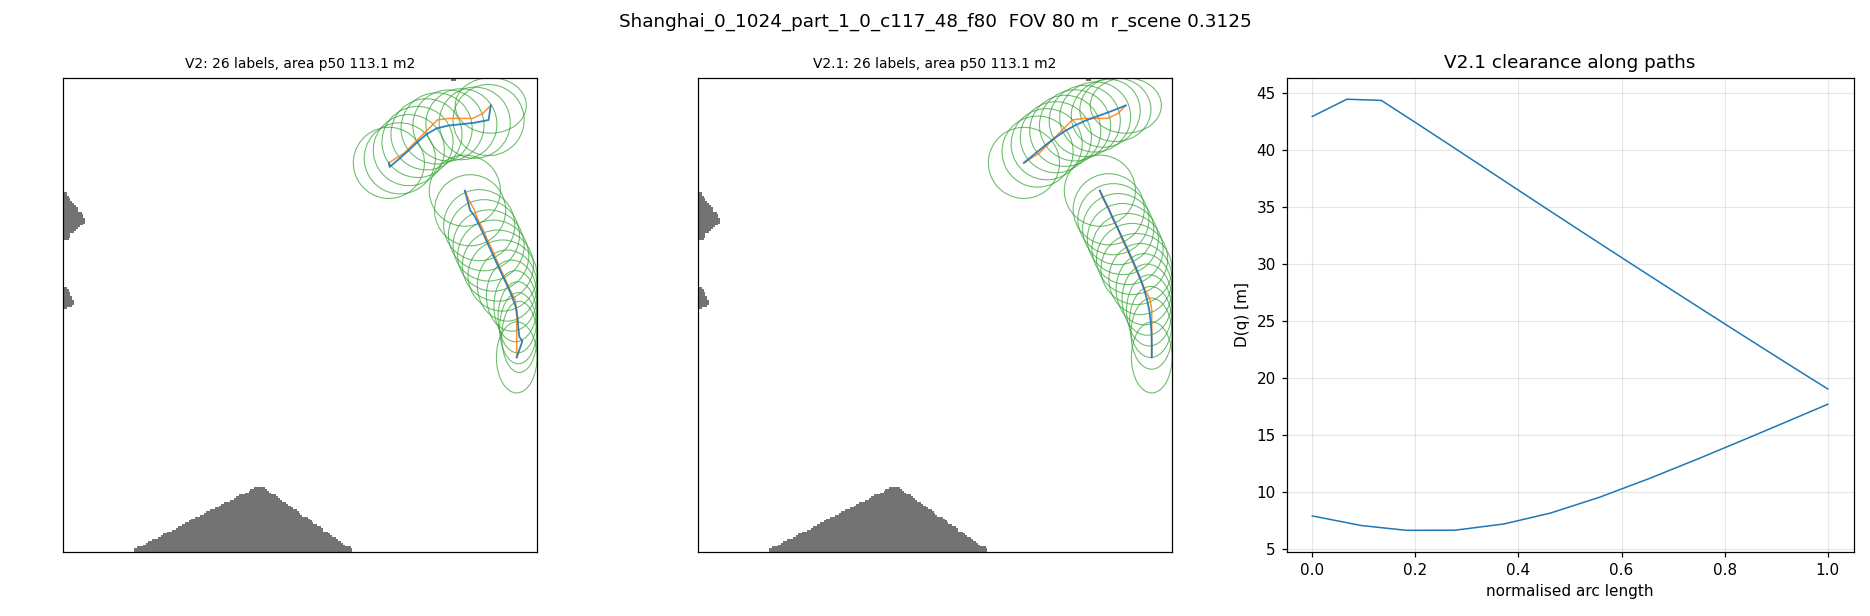 Shanghai_0_1024_part_1_0_c117_48_f80  FOV 80 m  r_scene 0.3125
V2: 26 labels, area p50 113.1 m2
V2.1: 26 labels, area p50 113.1 m2
V2.1 clearance along paths
D(q) [m]
45
40
35
30
25
20
15
10
5
0.0
0.2
0.4
0.6
0.8
1.0
normalised arc length